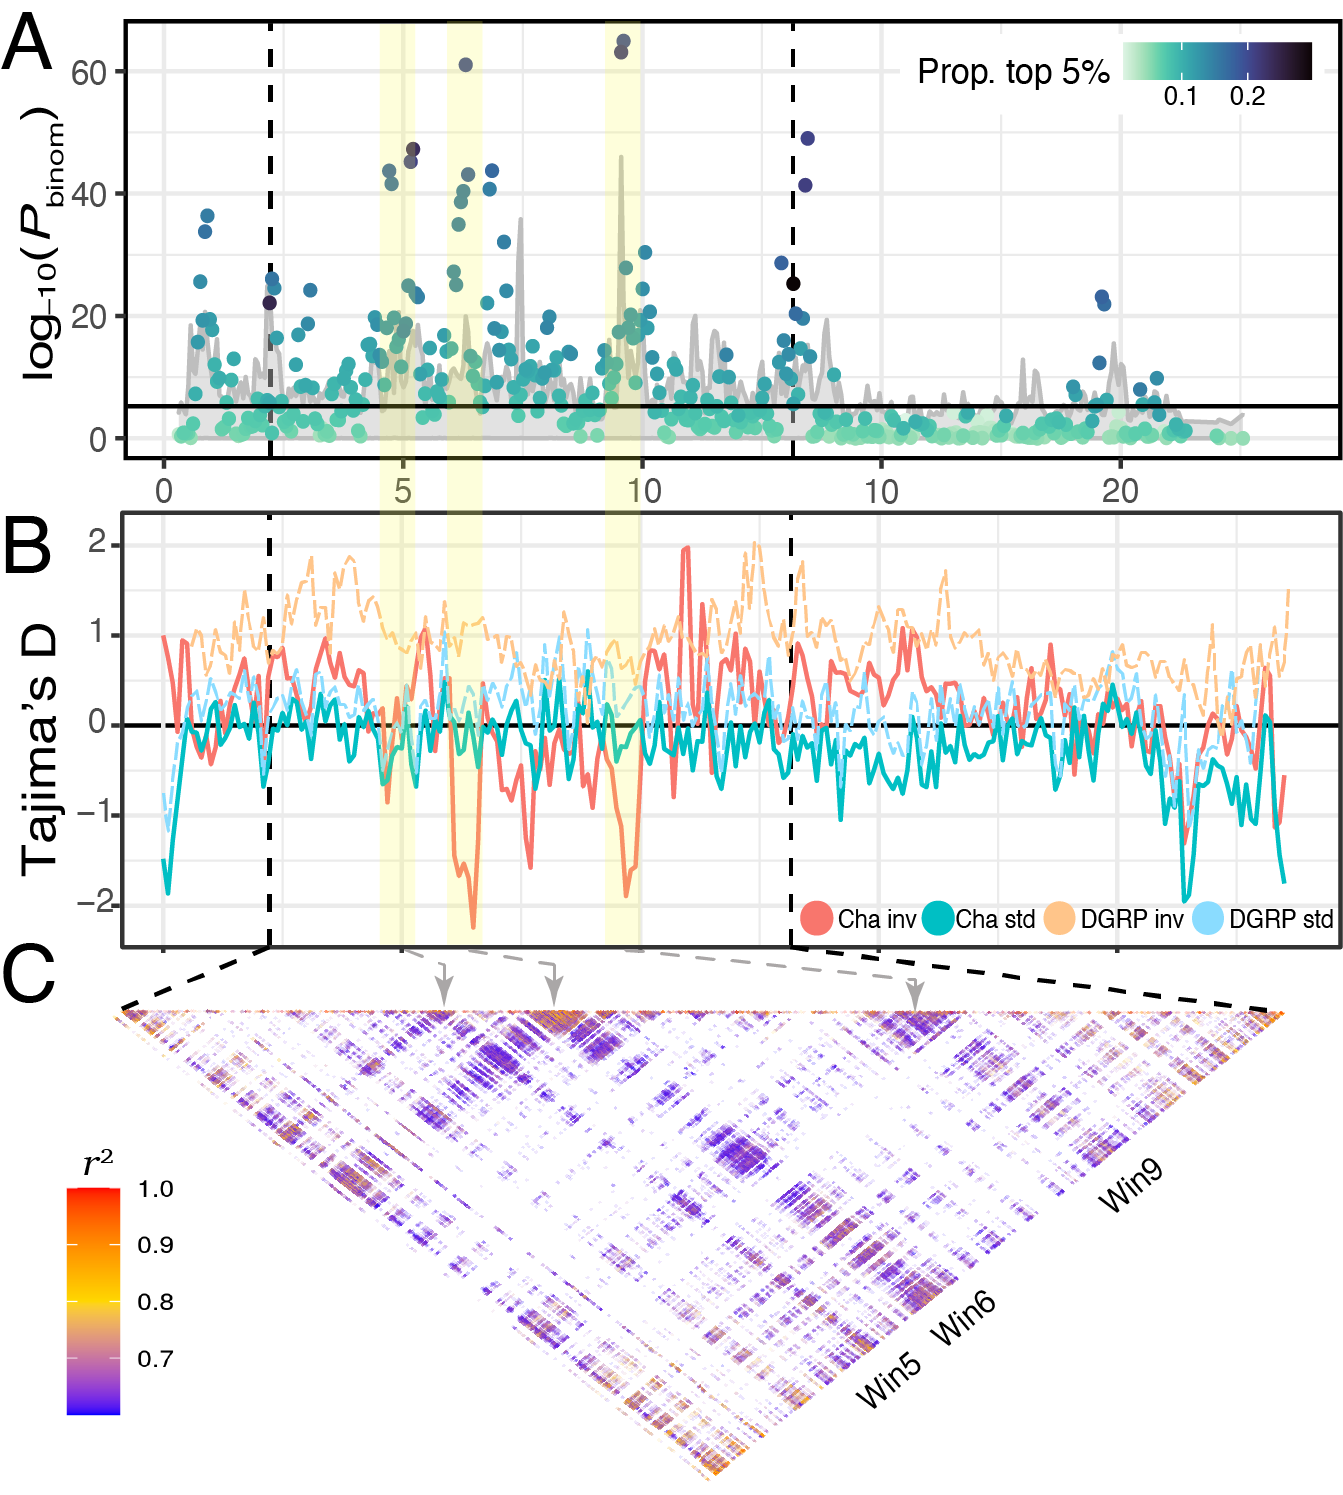 A
Prop. top 5%
0.1 0.2
log−10(Pbinom)
60
40
20
0
0 5 10 10 20
B
Tajima’s D
2
1
0
−1
−2
Cha inv Cha std DGRP inv DGRP std
C
r2
1.0
0.9
0.8
0.7
Win9
Win6
Win5